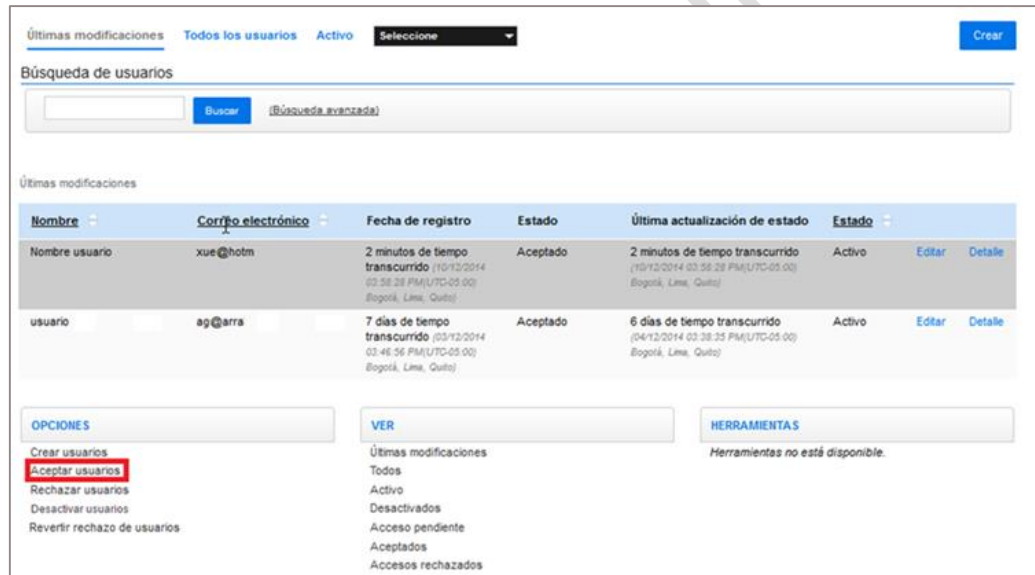 Últimas modificaciones Todos los usuarios Activo Seleccione Crear
Búsqueda de usuarios
Buscar (Búsqueda avanzada)
Últimas modificaciones
Nombre Correo electrónico Fecha de registro Estado Última actualización de estado Estado
Nombre usuario xue@hotm 2 minutos de tiempo Aceptado 2 minutos de tiempo transcurrido Activo Editar Detalle
transcurrido (10/12/2014 (10/12/2014 03:58:28 PM(UTC-05:00)
03:58:28 PM(UTC-05:00) Bogotá, Lima, Quito)
Bogotá, Lima, Quito)
usuario ag@arra 7 días de tiempo Aceptado 6 días de tiempo transcurrido Activo Editar Detalle
transcurrido (03/12/2014 (04/12/2014 03:38:35 PM(UTC-05:00)
03:46:56 PM(UTC-05:00) Bogotá, Lima, Quito)
Bogotá, Lima, Quito)
OPCIONES VER HERRAMIENTAS
Crear usuarios Últimas modificaciones Herramientas no está disponible.
Aceptar usuarios Todos
Rechazar usuarios Activo
Desactivar usuarios Desactivados
Revertir rechazo de usuarios Acceso pendiente
Aceptados
Accesos rechazados